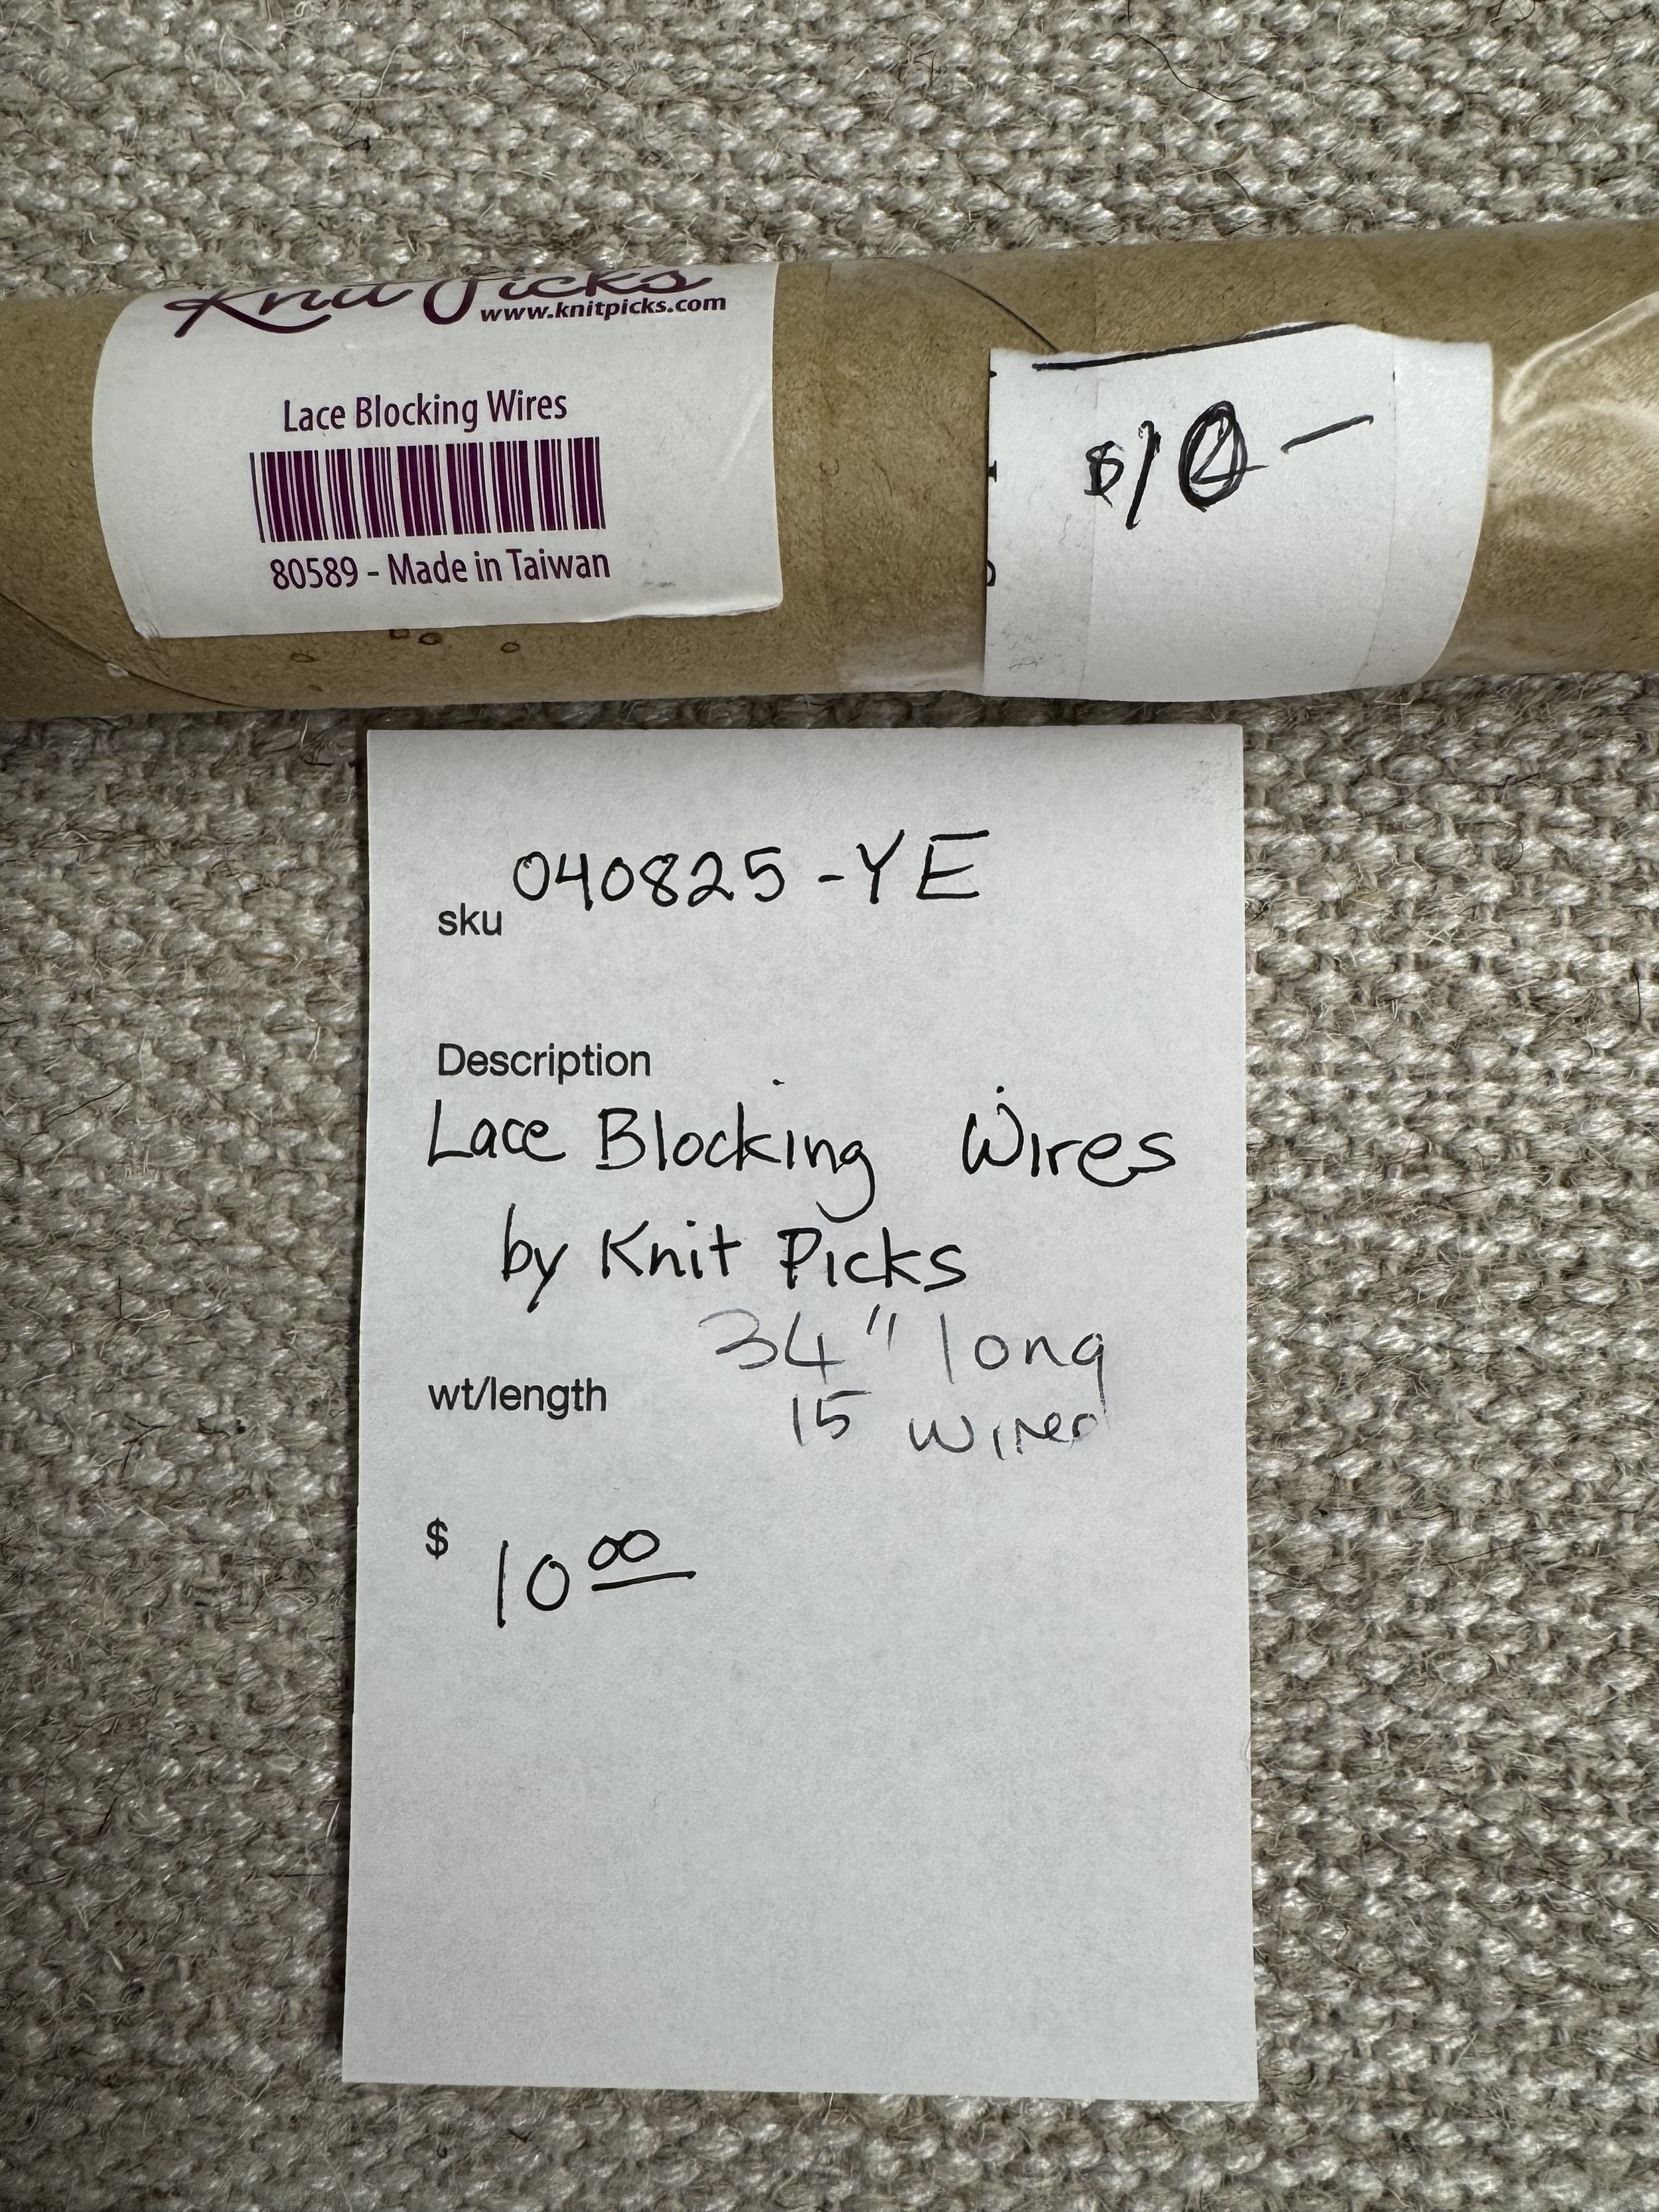 Knit Picks
www.knitpicks.com
Lace Blocking Wires
80589 - Made in Taiwan
$10 -
040825-YE
sku
Description
Lace Blocking Wires
by Knit Picks
34" long
wt/length
15 wires
$ 10 00